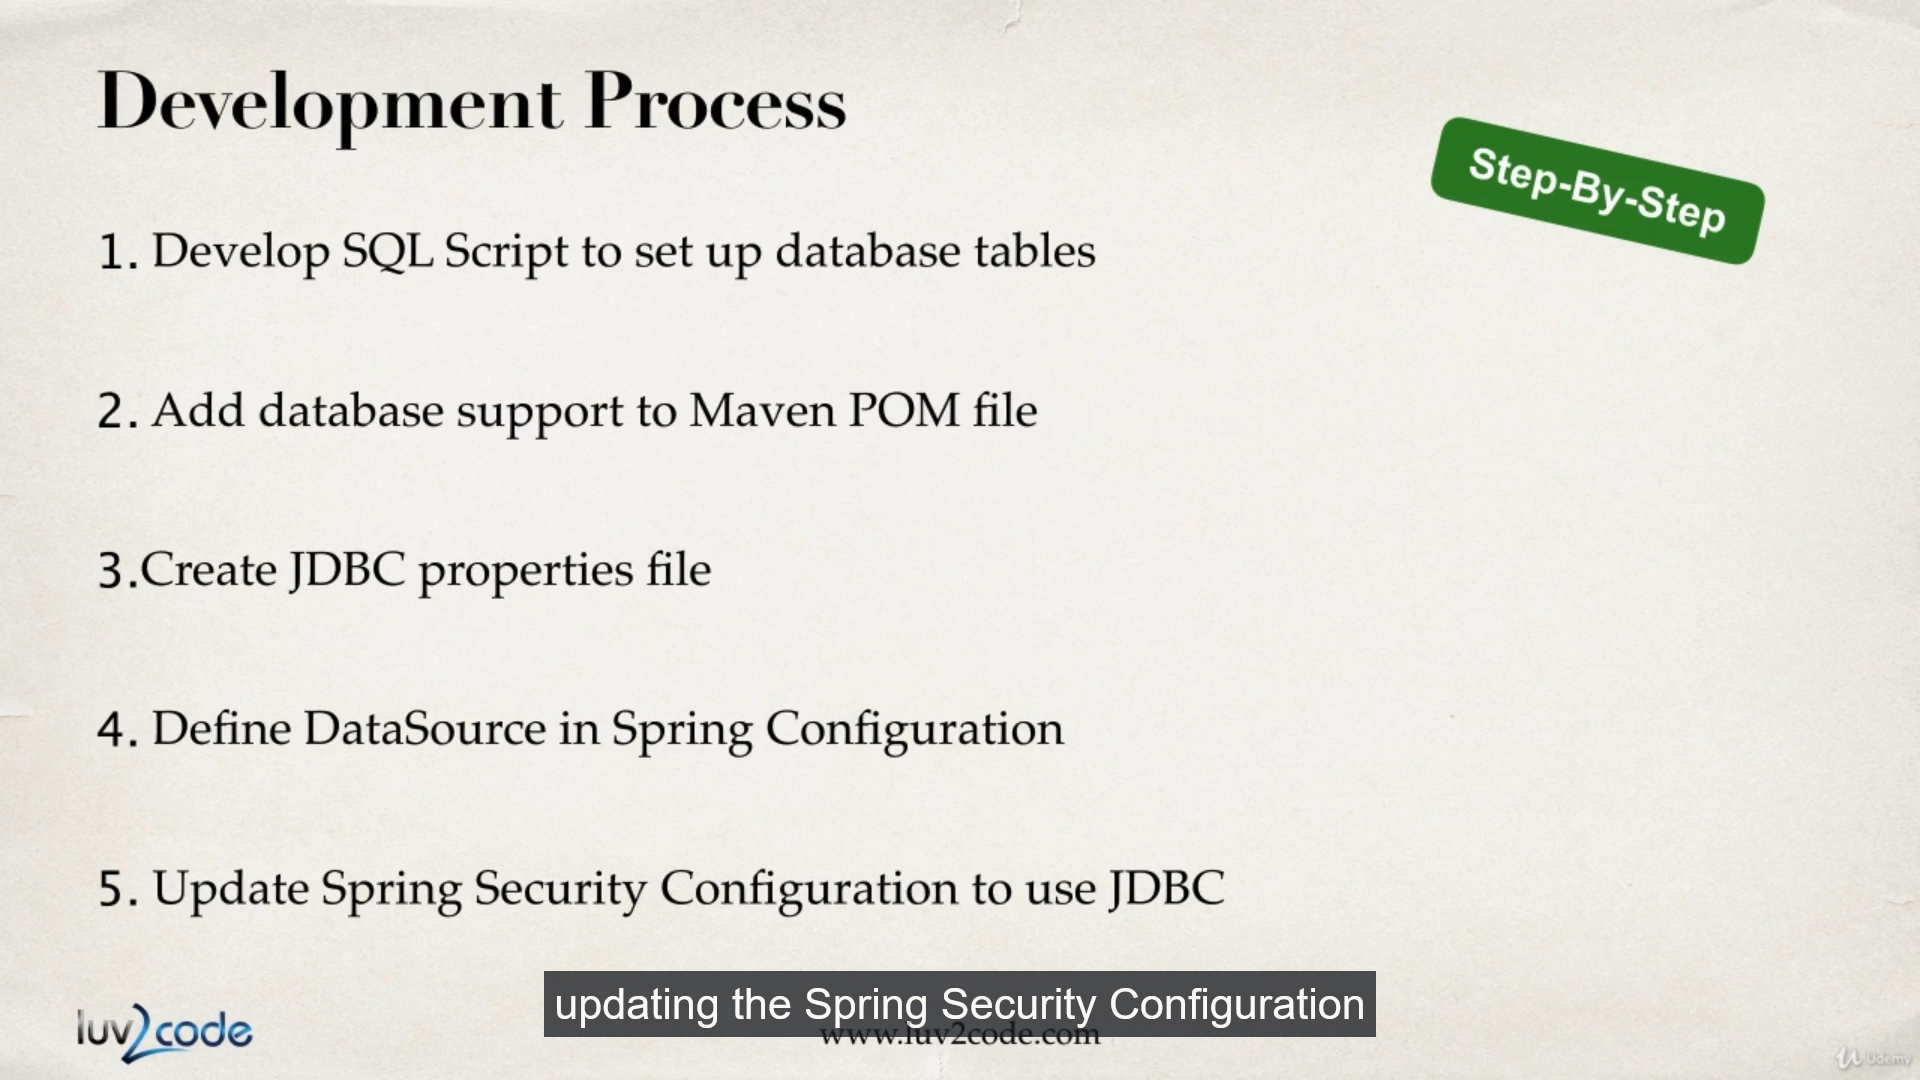 Development Process
Step-By-Step
1. Develop SQL Script to set up database tables
2. Add database support to Maven POM file
3.Create JDBC properties file
4. Define DataSource in Spring Configuration
5. Update Spring Security Configuration to use JDBC
updating the Spring Security Configuration
luv2code
www.luv2code.com
Udemy